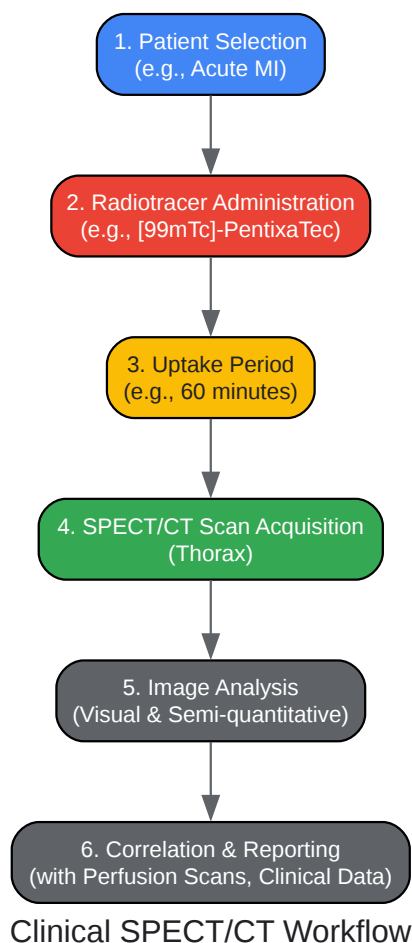 1. Patient Selection
(e.g., Acute MI)
2. Radiotracer Administration
(e.g., [99mTc]-PentixaTec)
3. Uptake Period
(e.g., 60 minutes)
4. SPECT/CT Scan Acquisition
(Thorax)
5. Image Analysis
(Visual & Semi-quantitative)
6. Correlation & Reporting
(with Perfusion Scans, Clinical Data)
Clinical SPECT/CT Workflow